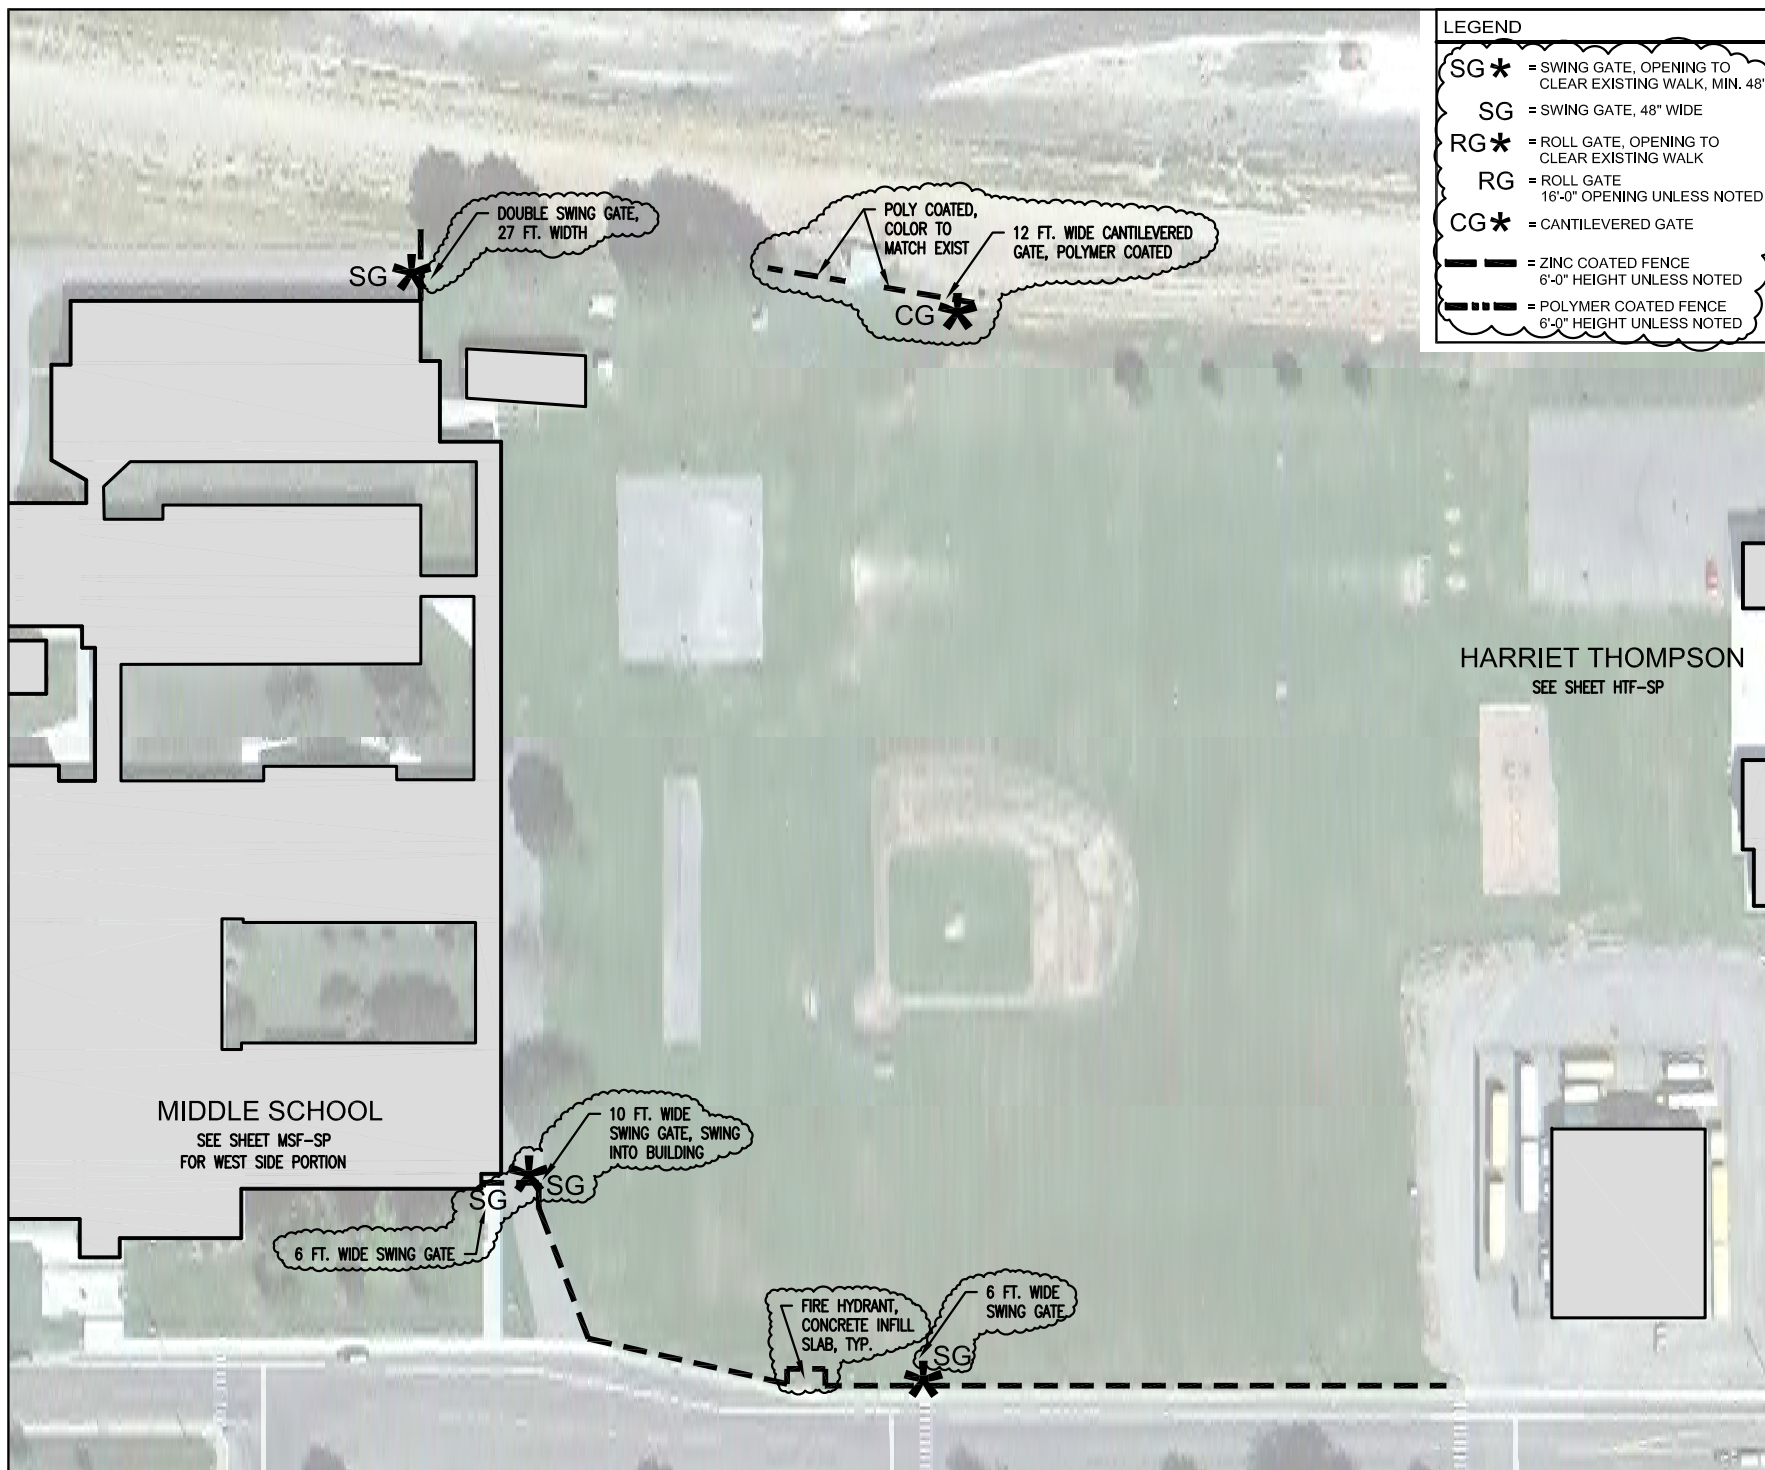 LEGEND
SG* = SWING GATE, OPENING TO
CLEAR EXISTING WALK, MIN. 48"
SG = SWING GATE, 48" WIDE
RG* = ROLL GATE, OPENING TO
CLEAR EXISTING WALK
RG = ROLL GATE
16'-0" OPENING UNLESS NOTED
CG* = CANTILEVERED GATE
= ZINC COATED FENCE
6'-0" HEIGHT UNLESS NOTED
= POLYMER COATED FENCE
6'-0" HEIGHT UNLESS NOTED
DOUBLE SWING GATE,
27 FT. WIDTH
SG*
POLY COATED,
COLOR TO
MATCH EXIST
12 FT. WIDE CANTILEVERED
GATE, POLYMER COATED
CG*
HARRIET THOMPSON
SEE SHEET HTF-SP
MIDDLE SCHOOL
SEE SHEET MSF-SP
FOR WEST SIDE PORTION
10 FT. WIDE
SWING GATE, SWING
INTO BUILDING
*
SG
SG
6 FT. WIDE SWING GATE
FIRE HYDRANT,
CONCRETE INFILL
SLAB, TYP.
6 FT. WIDE
SWING GATE
SG
*